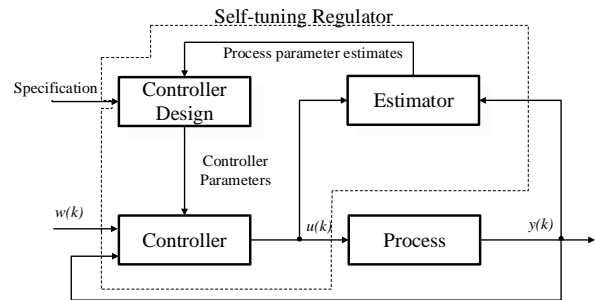 Self-tuning Regulator
Process parameter estimates
Specification
Controller
Design
Estimator
Controller
Parameters
w(k)
Controller
u(k)
Process
y(k)